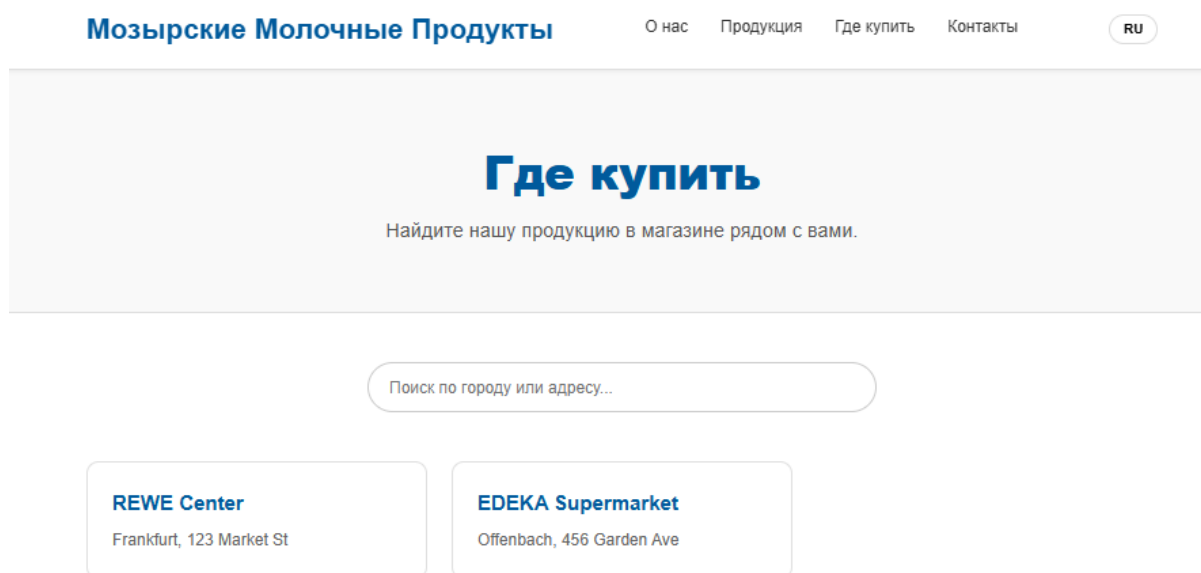 Мозырские Молочные Продукты
О нас Продукция Где купить Контакты RU
Где купить
Найдите нашу продукцию в магазине рядом с вами.
Поиск по городу или адресу...
REWE Center
Frankfurt, 123 Market St
EDEKA Supermarket
Offenbach, 456 Garden Ave